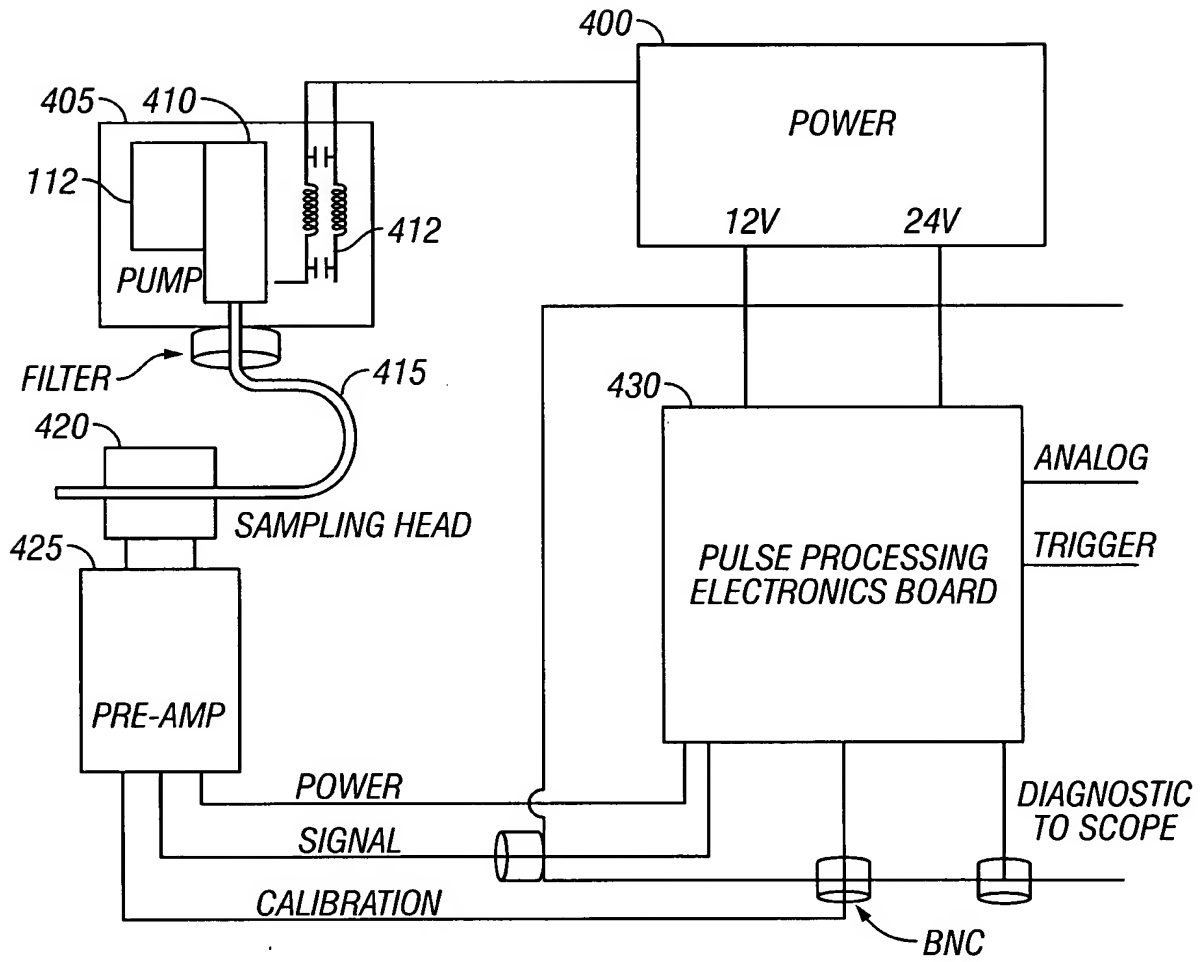 400
POWER
12V
24V
405
410
112
412
PUMP
FILTER
415
420
SAMPLING HEAD
425
PRE-AMP
430
PULSE PROCESSING
ELECTRONICS BOARD
ANALOG
TRIGGER
POWER
SIGNAL
CALIBRATION
DIAGNOSTIC
TO SCOPE
BNC